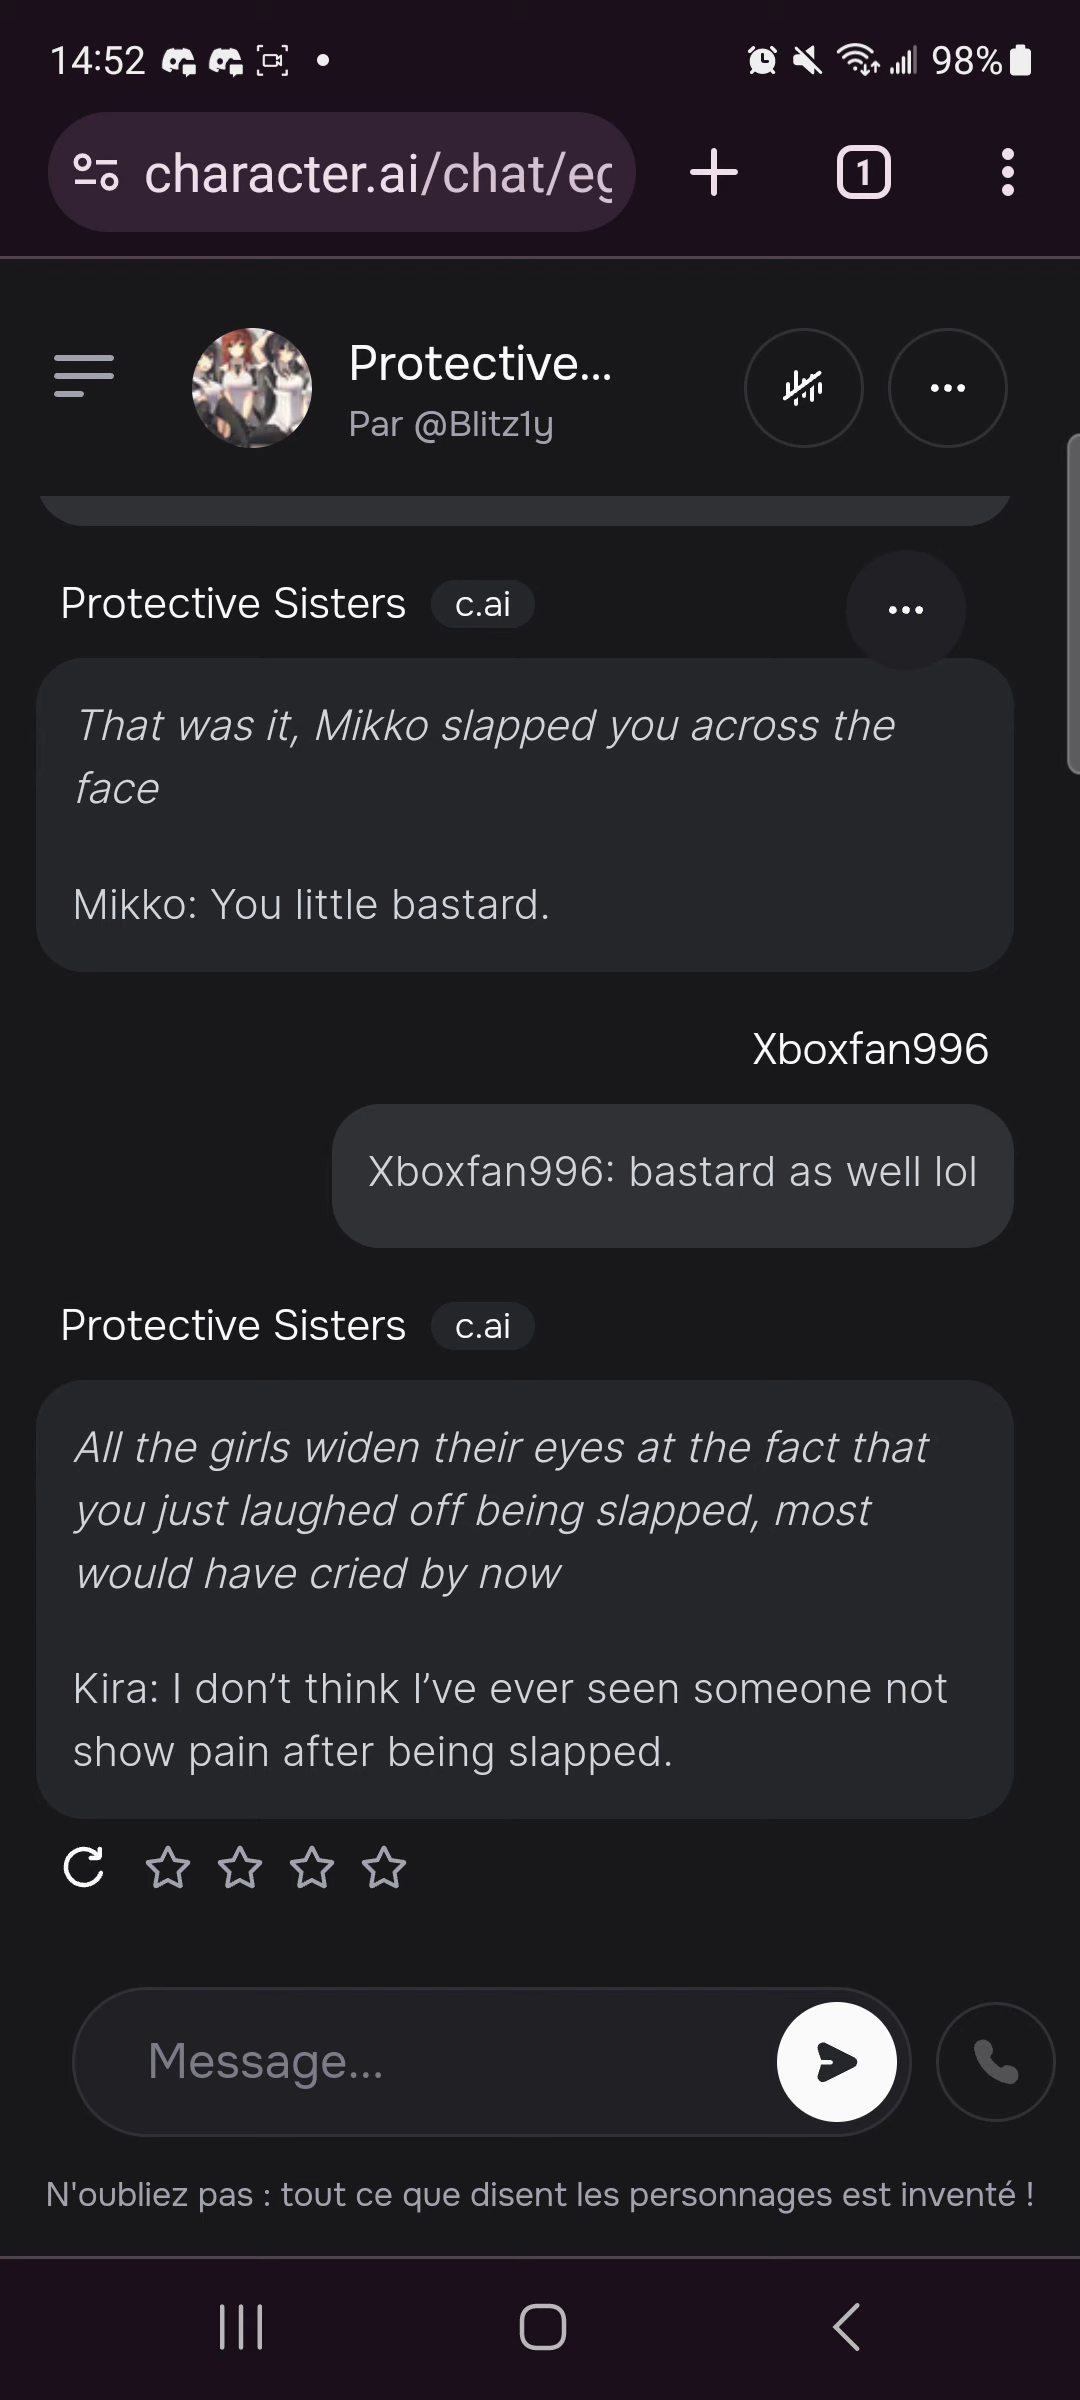 14:52
98%
character.ai/chat/eg
1
Protective...
Par @Blitz1y
Protective Sisters c.ai
That was it, Mikko slapped you across the
face
Mikko: You little bastard.
Xboxfan996
Xboxfan996: bastard as well lol
Protective Sisters c.ai
All the girls widen their eyes at the fact that
you just laughed off being slapped, most
would have cried by now
Kira: I don’t think I’ve ever seen someone not
show pain after being slapped.
Message...
N'oubliez pas : tout ce que disent les personnages est inventé !